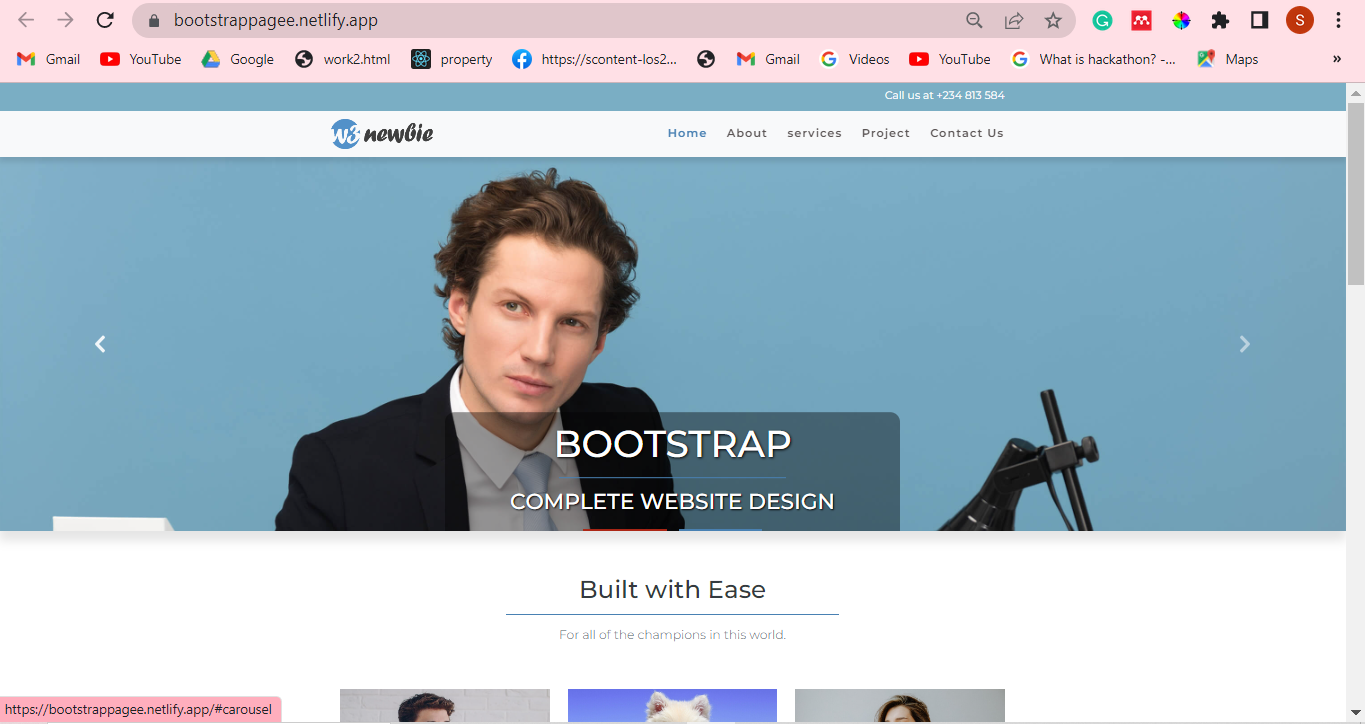 bootstrappagee.netlify.app
S
Gmail YouTube Google work2.html property https://scontent-los2... Gmail Videos YouTube What is hackathon? -... Maps »
Call us at +234 813 584
w3 newbie Home About services Project Contact Us
BOOTSTRAP
COMPLETE WEBSITE DESIGN
Built with Ease
For all of the champions in this world.
https://bootstrappagee.netlify.app/#carousel